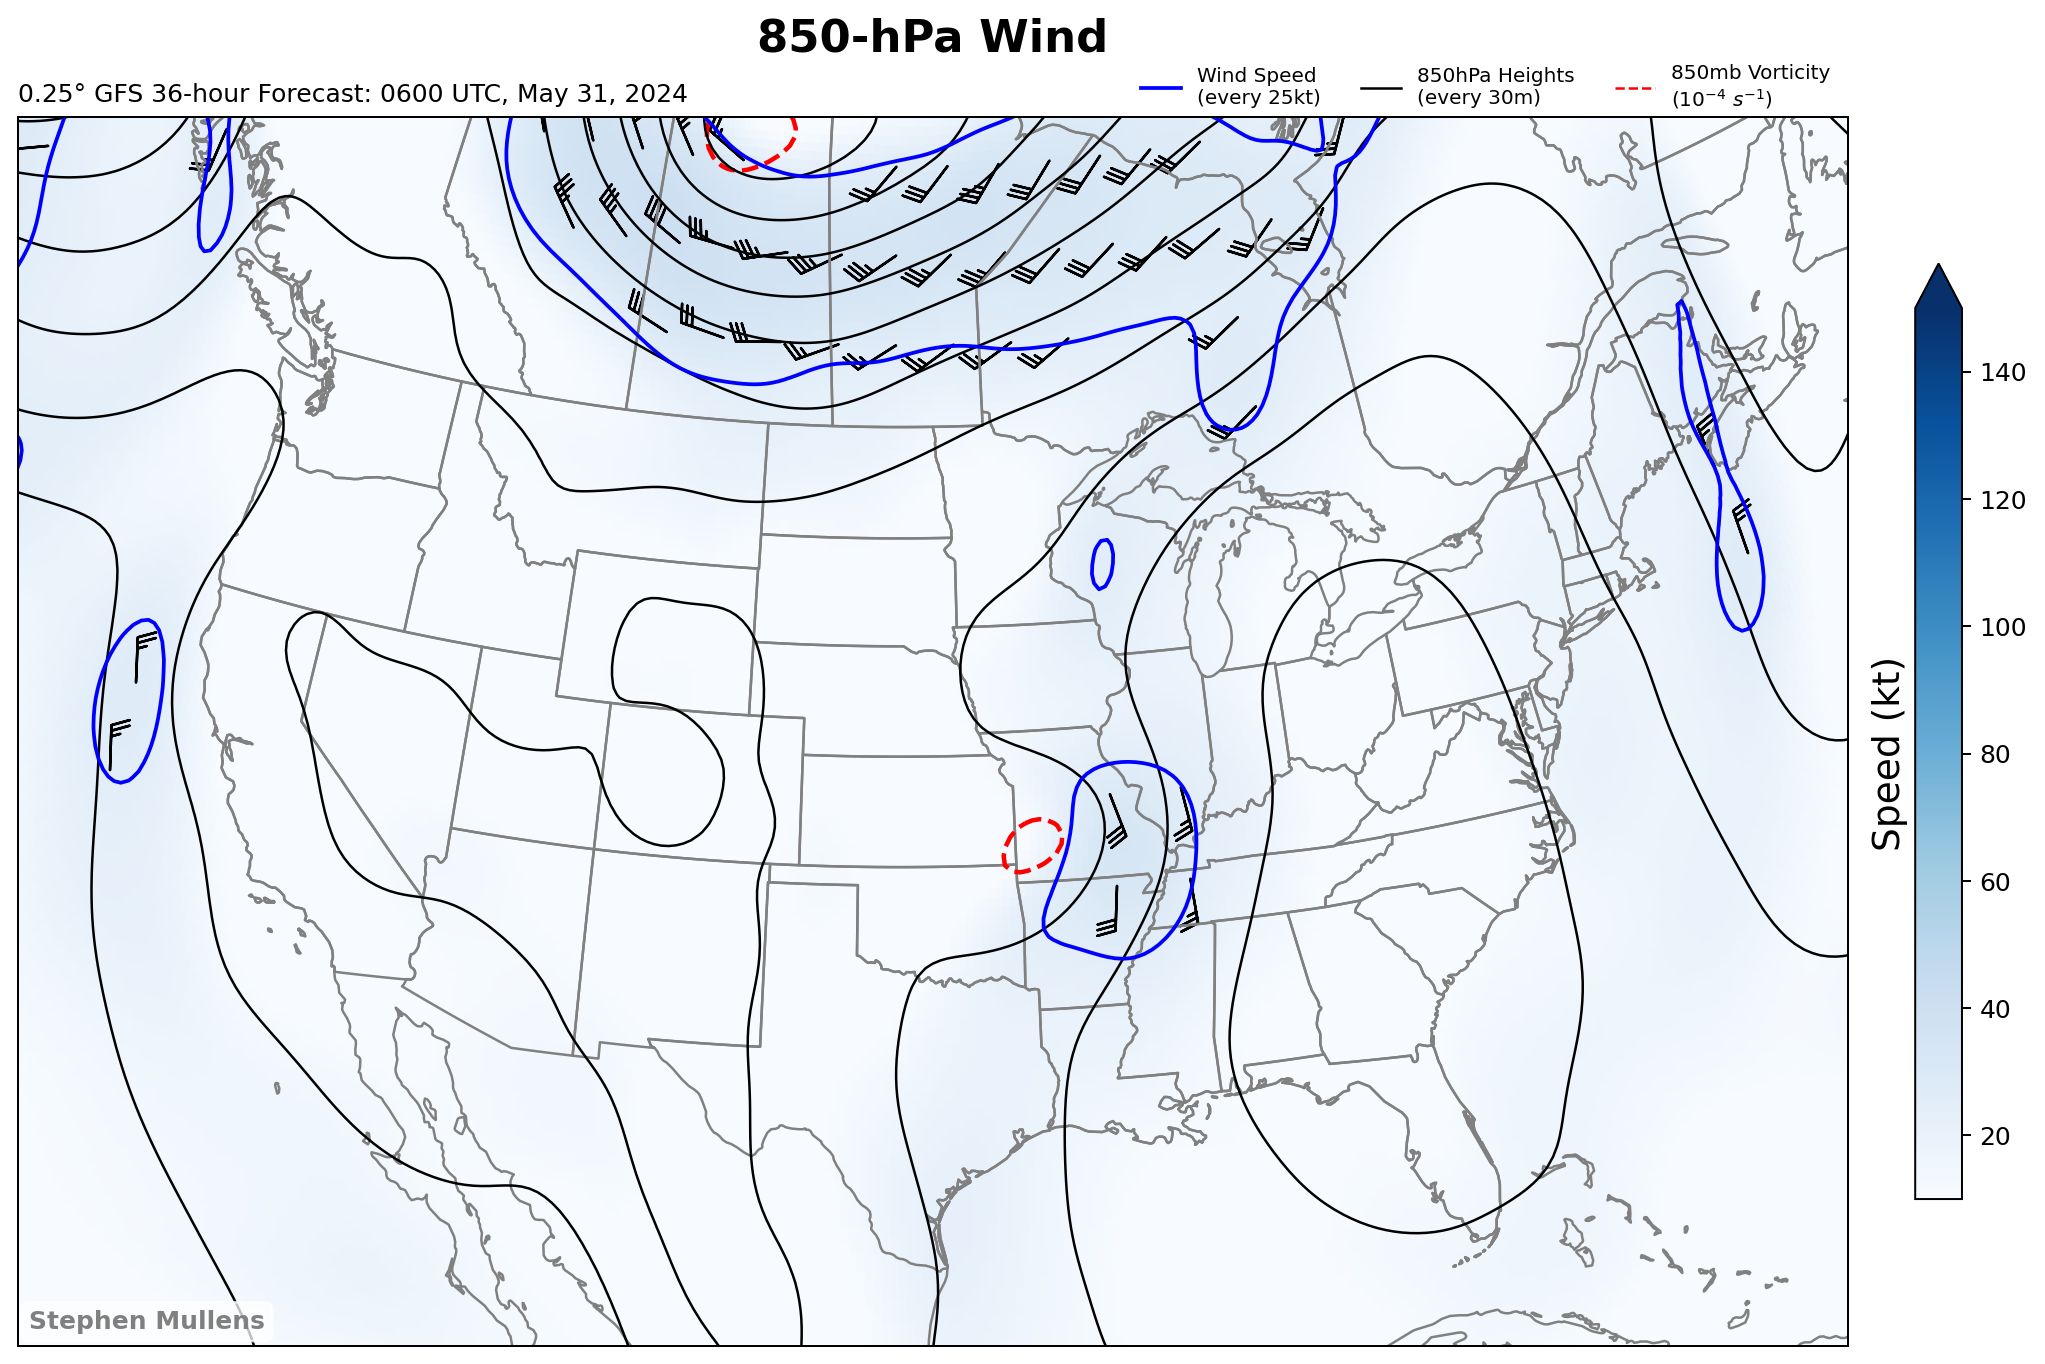 850-hPa Wind
0.25° GFS 36-hour Forecast: 0600 UTC, May 31, 2024
Wind Speed
(every 25kt)
850hPa Heights
(every 30m)
850mb Vorticity
(10⁻⁴ s⁻¹)
140
120
100
80
60
40
20
Speed (kt)
Stephen Mullens